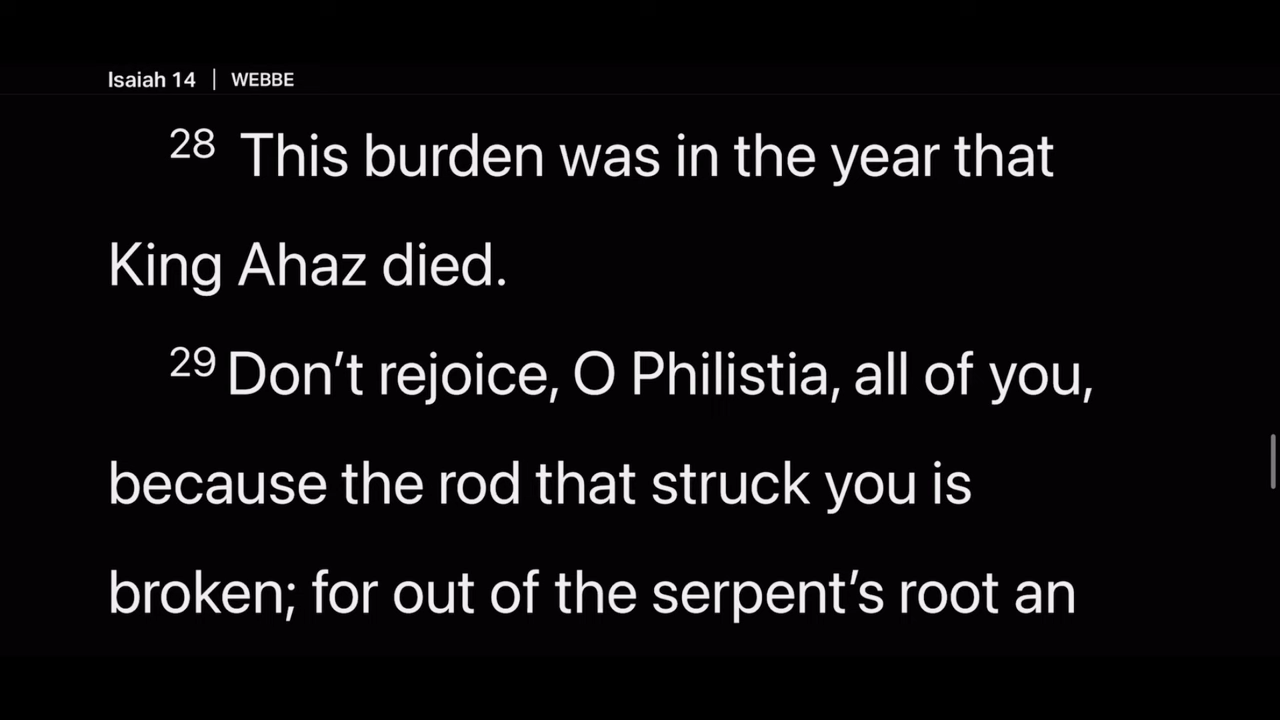 Isaiah 14 | WEBBE
28 This burden was in the year that
King Ahaz died.
29 Don’t rejoice, O Philistia, all of you,
because the rod that struck you is
broken; for out of the serpent’s root an